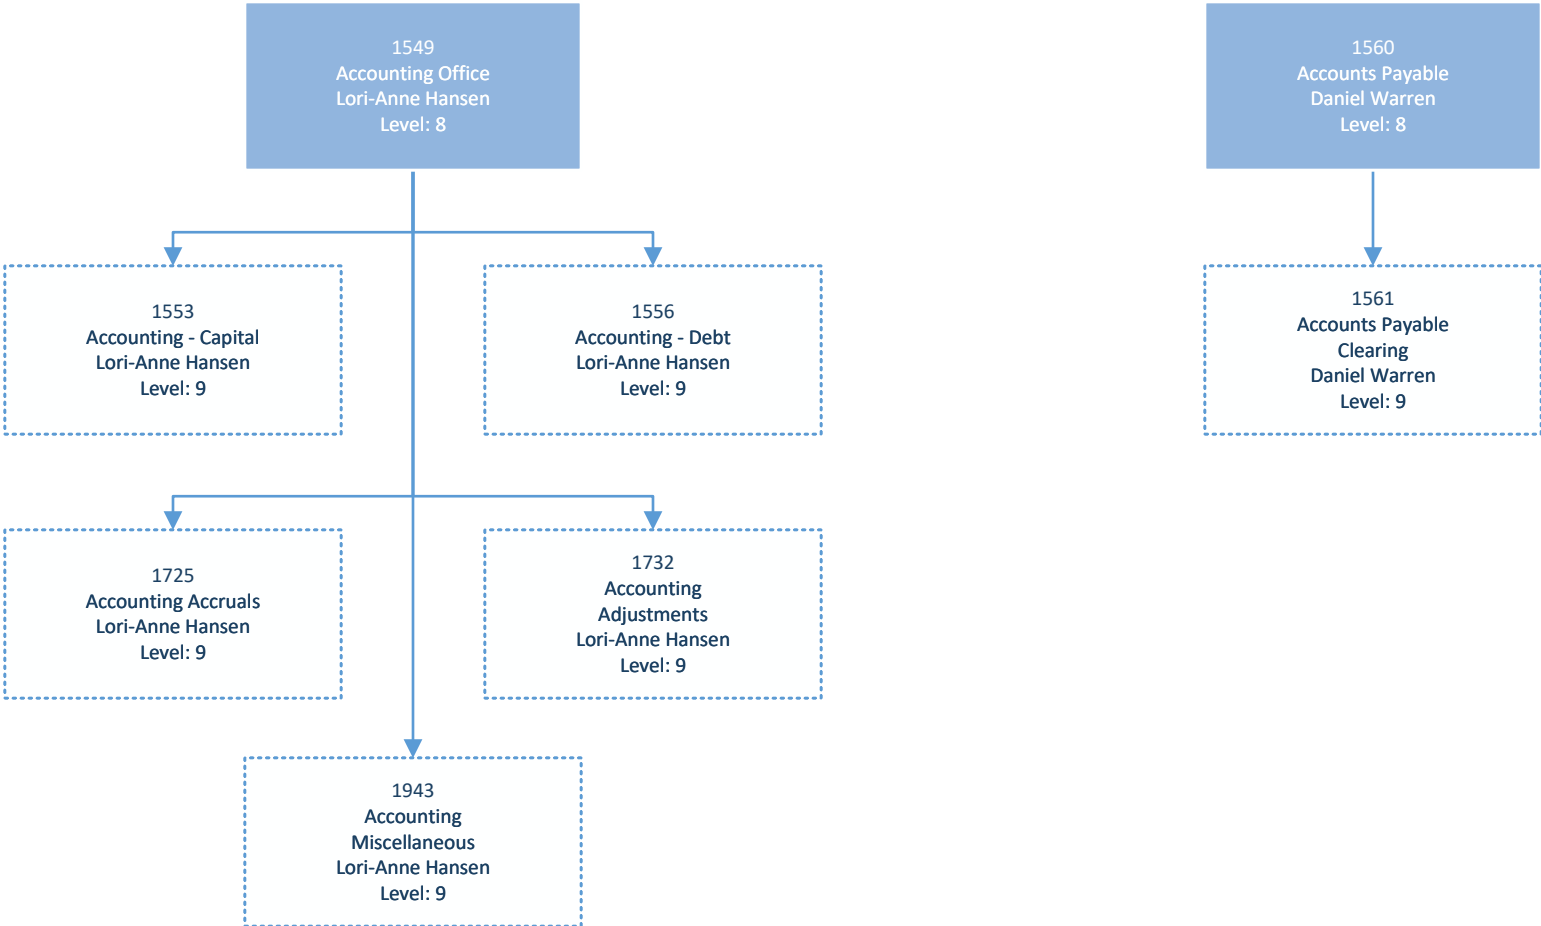 1549
Accounting Office
Lori-Anne Hansen
Level: 8
1560
Accounts Payable
Daniel Warren
Level: 8
1553
Accounting - Capital
Lori-Anne Hansen
Level: 9
1556
Accounting - Debt
Lori-Anne Hansen
Level: 9
1561
Accounts Payable
Clearing
Daniel Warren
Level: 9
1725
Accounting Accruals
Lori-Anne Hansen
Level: 9
1732
Accounting
Adjustments
Lori-Anne Hansen
Level: 9
1943
Accounting
Miscellaneous
Lori-Anne Hansen
Level: 9